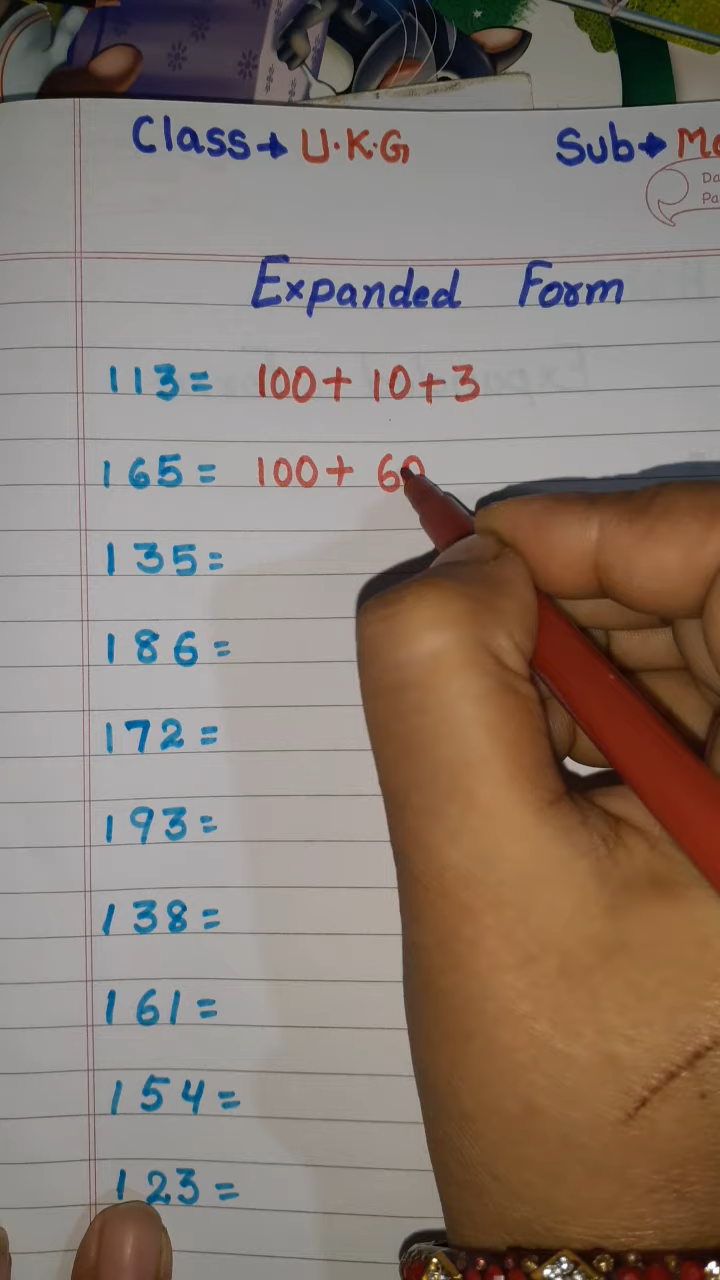 Class → U.K.G Sub →
Expanded Form
113 = 100 + 10 + 3
165 = 100 + 60
135 =
186 =
172 =
193 =
138 =
161 =
154 =
123 =